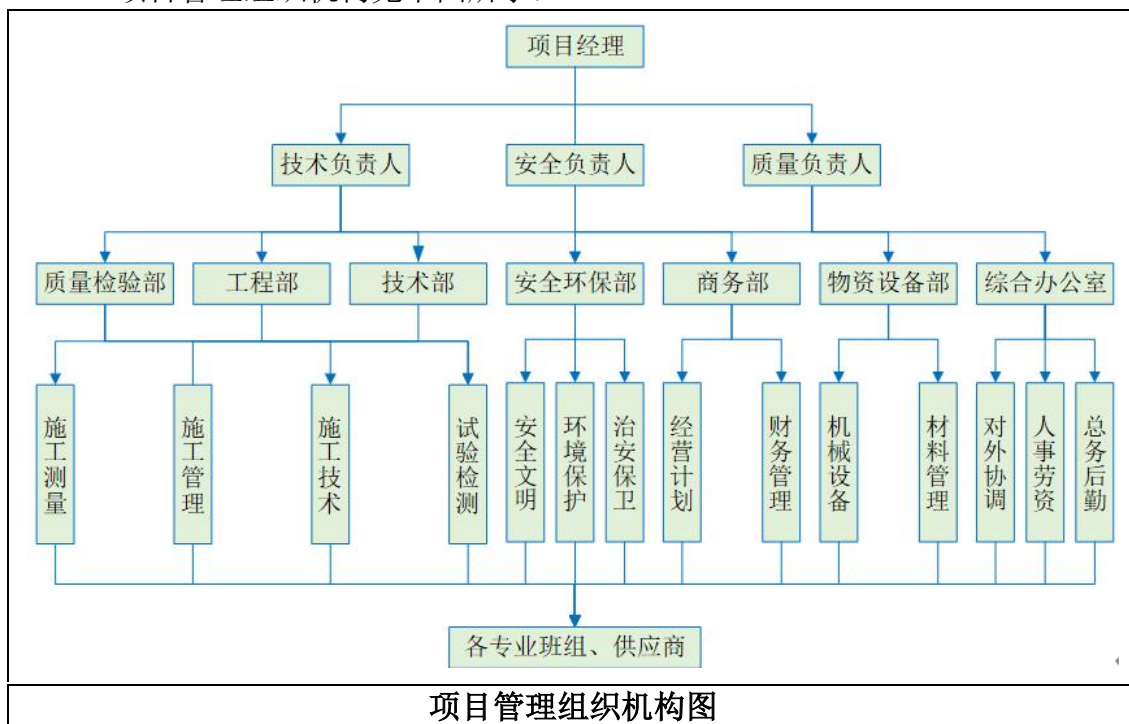 项目经理
技术负责人
安全负责人
质量负责人
质量检验部
工程部
技术部
安全环保部
商务部
物资设备部
综合办公室
施工测量
施工管理
施工技术
试验检测
安全文明
环境保护
治安保卫
经营计划
财务管理
机械设备
材料管理
对外协调
人事劳资
总务后勤
各专业班组、供应商
项目管理组织机构图